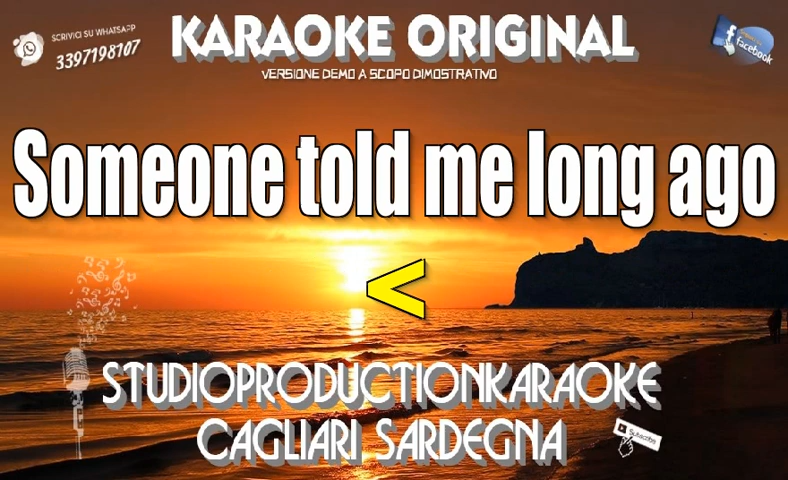 SCRIVICI SU WHATSAPP
3397198107
KARAOKE ORIGINAL
VERSIONE DEMO A SCOPO DIMOSTRATIVO
facebook
Someone told me long ago
<
STUDIOPRODUCTIONKARAOKE
CAGLIARI SARDEGNA
Subscribe